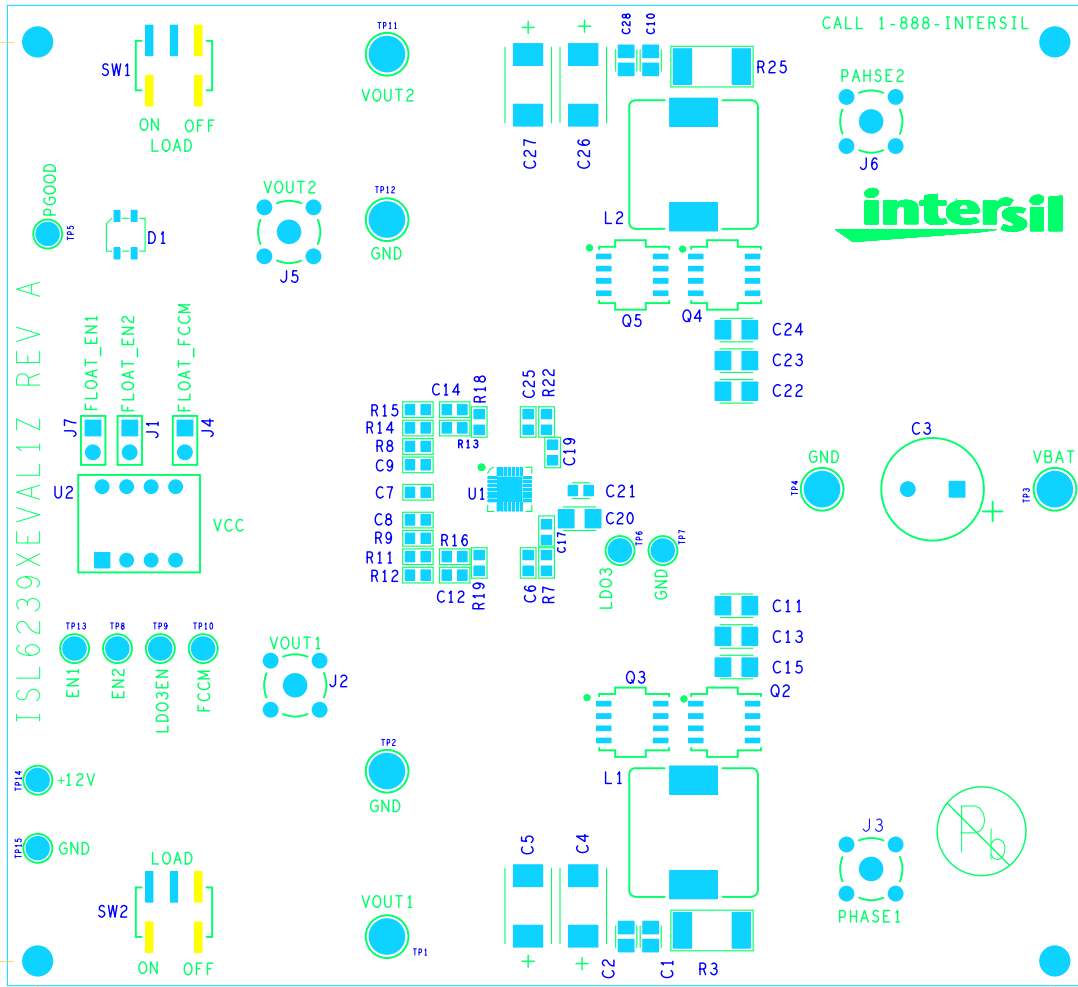 TP11
C28
C10
CALL 1-888-INTERSIL
SW1
R25
PAHSE2
VOUT2
ON
OFF
LOAD
C27
C26
J6
PGOOD
TP5
D1
VOUT2
J5
TP12
GND
L2
intersil
Q5
Q4
C24
C23
C22
ISL6239XEVAL1Z REV A
FLOAT_EN1
FLOAT_EN2
FLOAT_FCCM
J7
J1
J4
C14
R18
C25
R22
R15
R14
R13
R8
C9
C19
C3
GND
TP4
VBAT
TP3
U2
VCC
C7
U1
C21
C20
C8
R9
R16
C17
TP6
TP7
R11
R12
C12
R19
C6
R7
LDO3
GND
C11
C13
C15
TP13
TP8
TP9
TP10
EN1
EN2
LDO3EN
FCCM
VOUT1
J2
Q3
Q2
TP2
GND
L1
TP14
+12V
TP15
GND
J3
Pb
LOAD
C5
C4
SW2
VOUT1
TP1
PHASE1
ON
OFF
C2
C1
R3